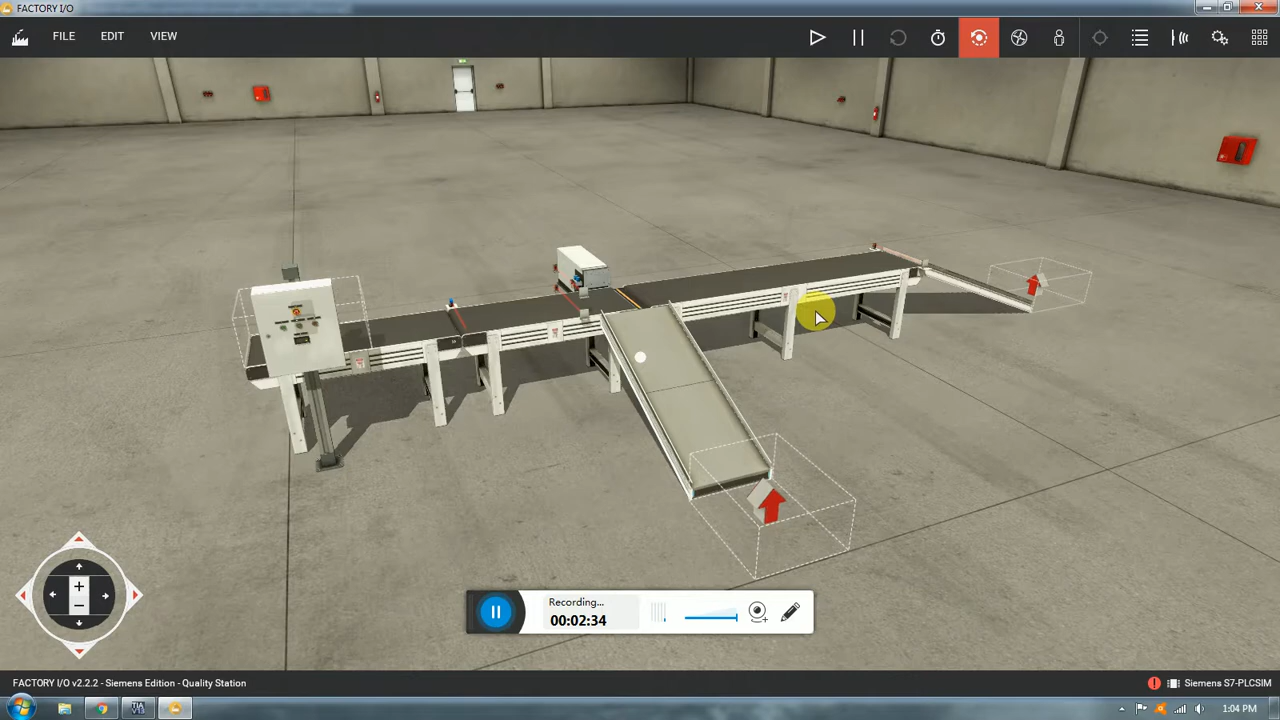 FACTORY I/O
FILE EDIT VIEW
Recording...
00:02:34
FACTORY I/O v2.2.2 - Siemens Edition - Quality Station
Siemens S7-PLCSIM
1:04 PM